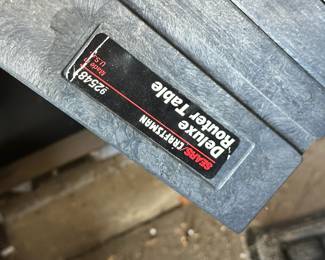 SEARS/CRAFTSMAN
Deluxe
Router Table
92548
Made in
U.S.A.